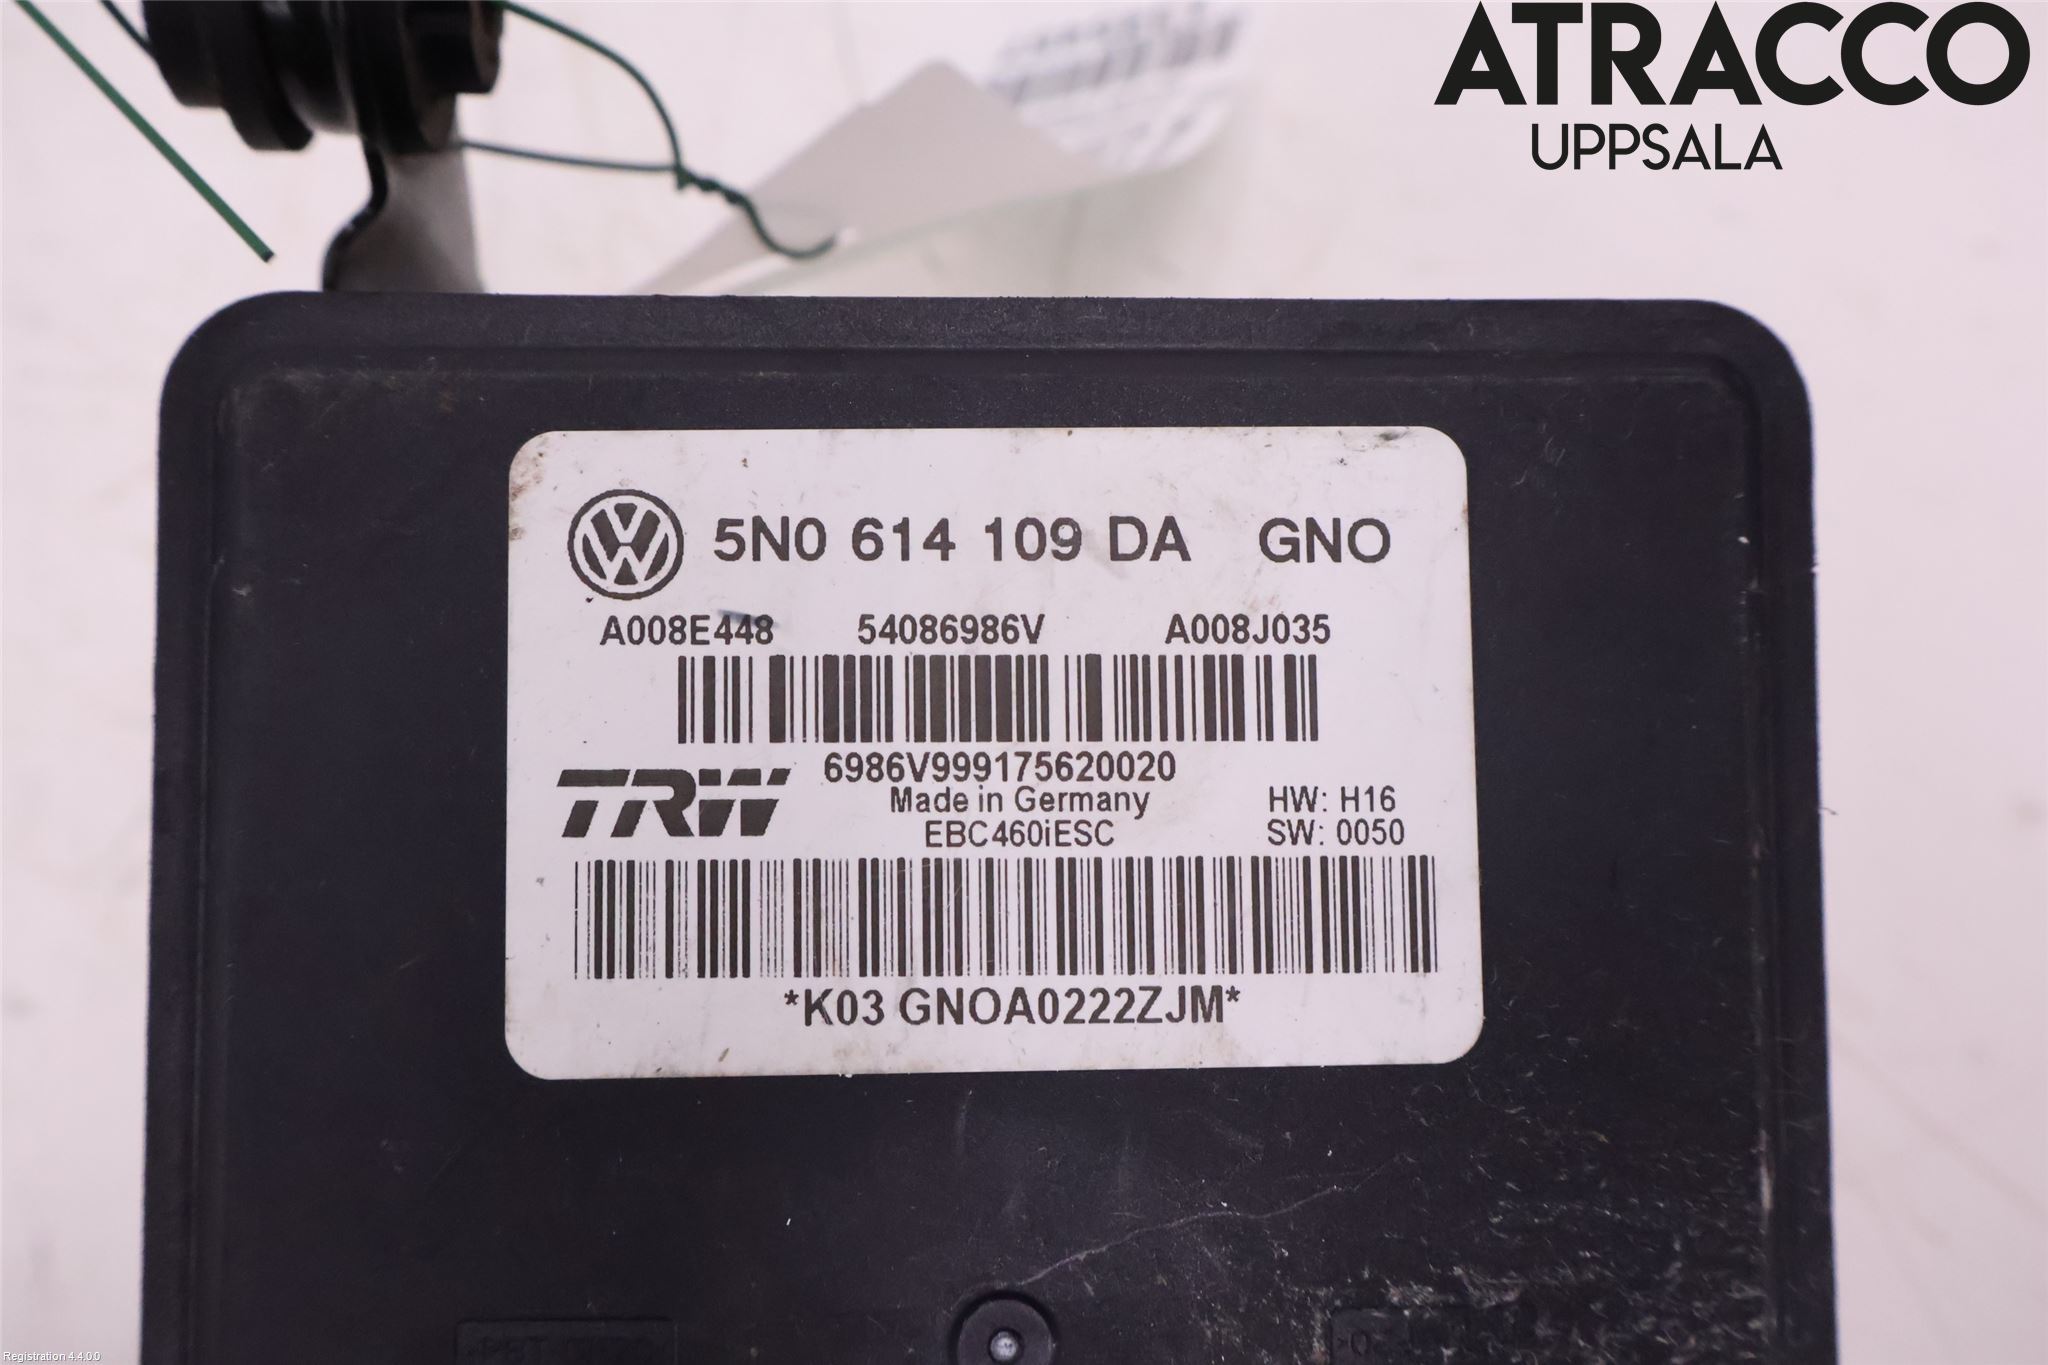 ATRACCO
UPPSALA
5N0 614 109 DA GNO
A008E448 54086986V A008J035
6986V999175620020
TRW
Made in Germany
HW: H16
EBC460iESC
SW: 0050
*K03 GNOA0222ZJM*
Registration 4.4.0.0